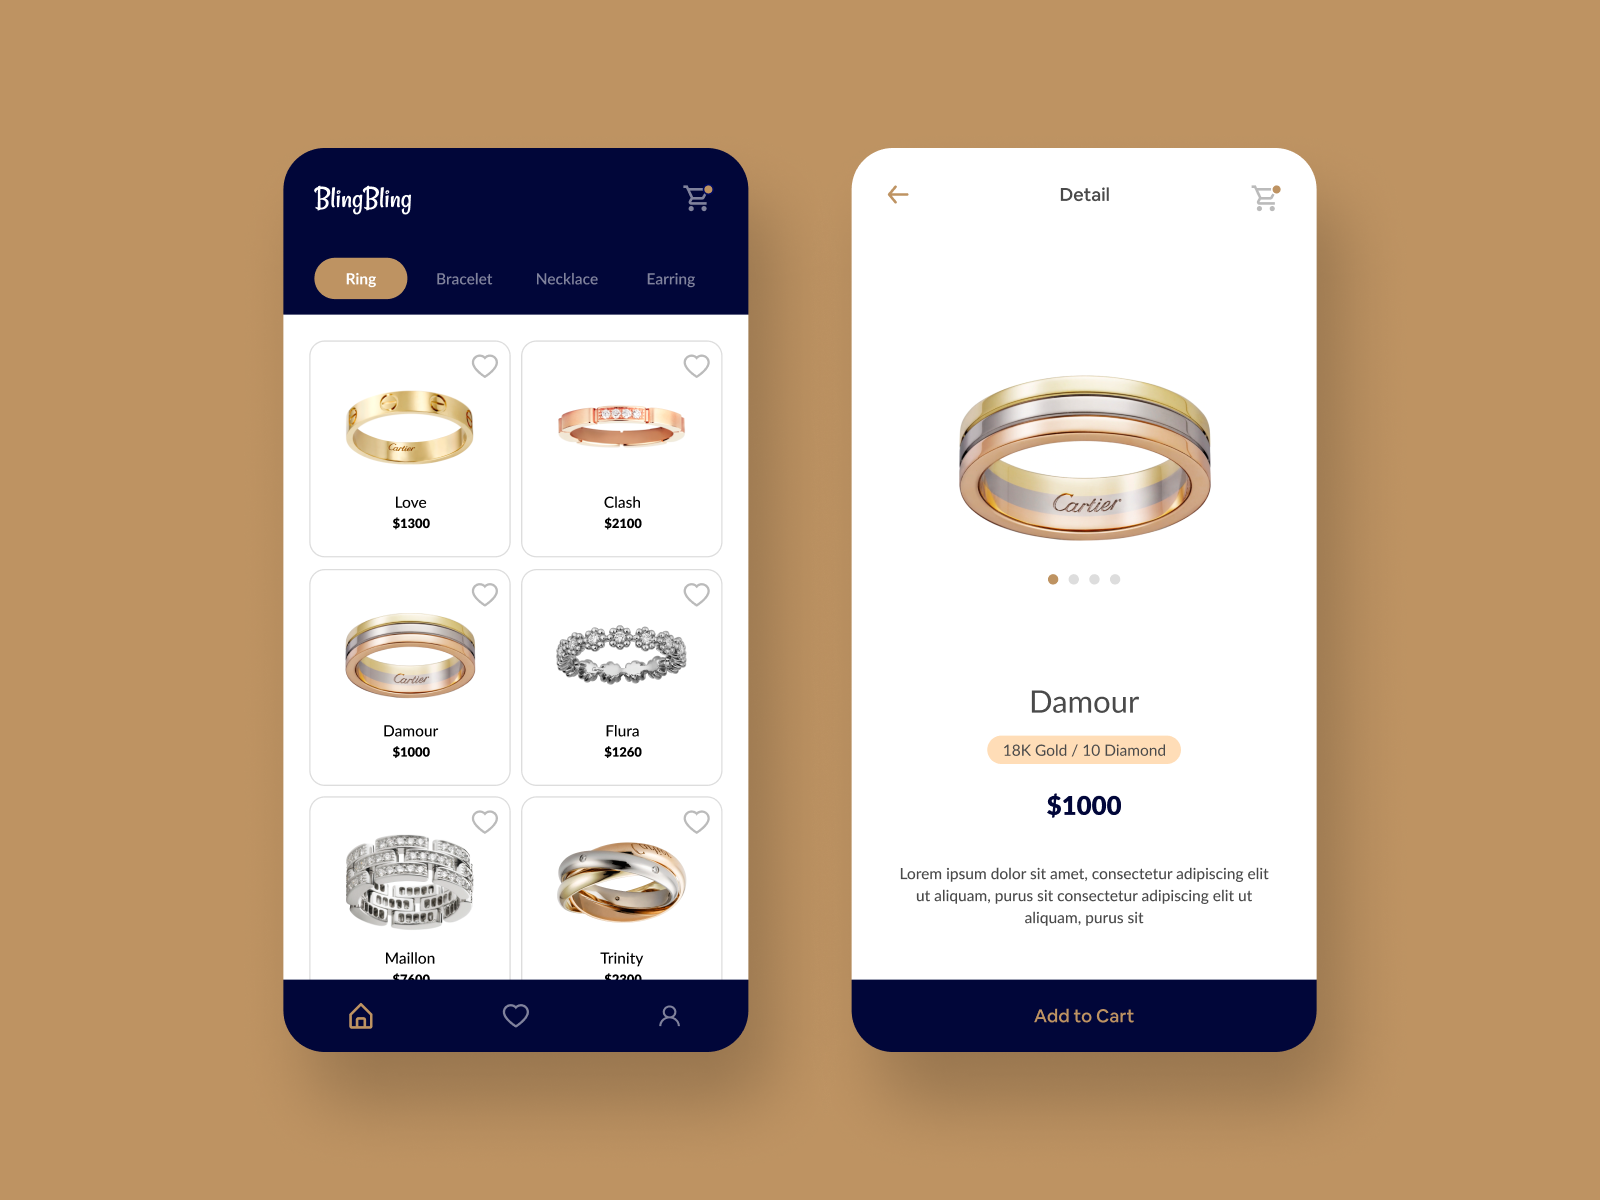 BlingBling
Ring Bracelet Necklace Earring
Cartier
Love
$1300
Clash
$2100
Cartier
Damour
$1000
Flura
$1260
Maillon
$7600
Trinity
$2300
Detail
Cartier
Damour
18K Gold / 10 Diamond
$1000
Lorem ipsum dolor sit amet, consectetur adipiscing elit
ut aliquam, purus sit consectetur adipiscing elit ut
aliquam, purus sit
Add to Cart